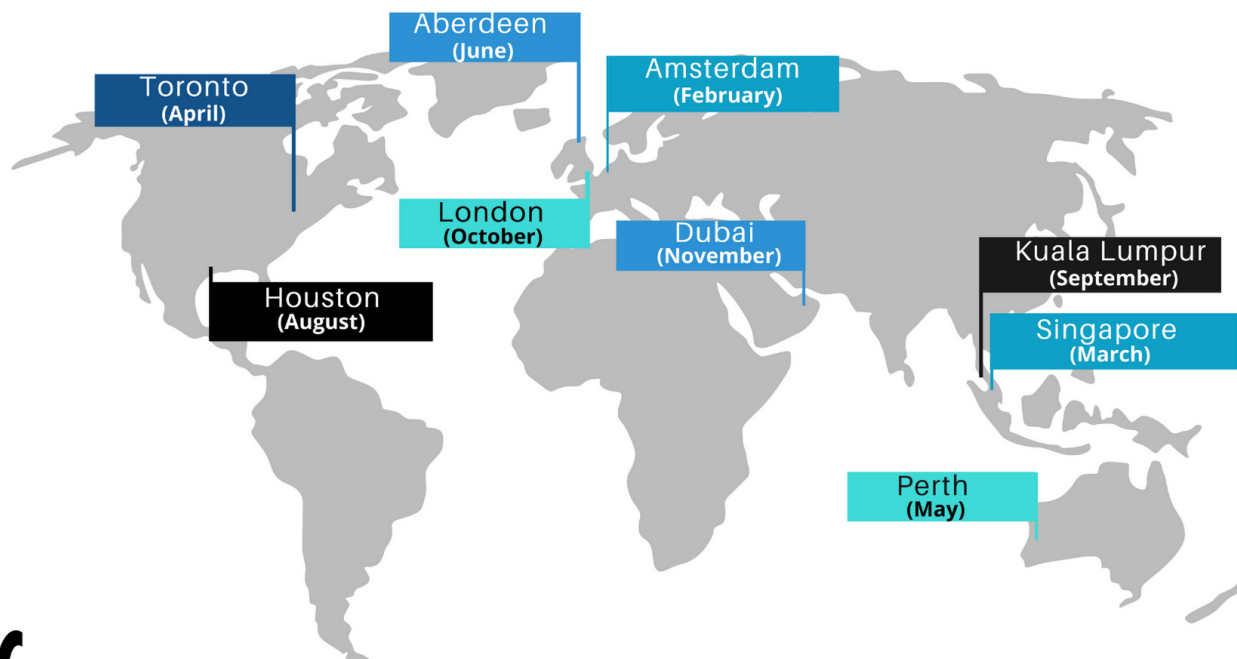 Aberdeen
(June)
Toronto
(April)
Amsterdam
(February)
London
(October)
Dubai
(November)
Kuala Lumpur
(September)
Houston
(August)
Singapore
(March)
Perth
(May)